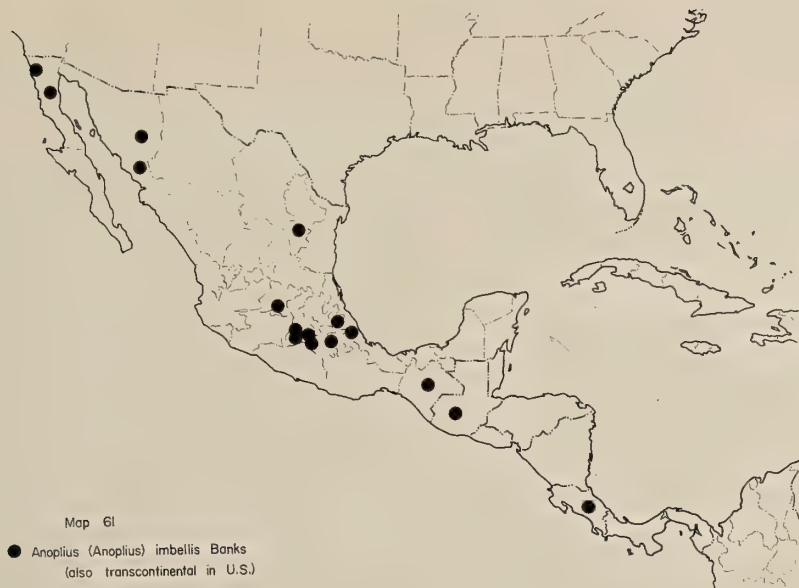 Map 61
Anoplius (Anoplius) imbellis Banks
(also transcontinental in U.S.)